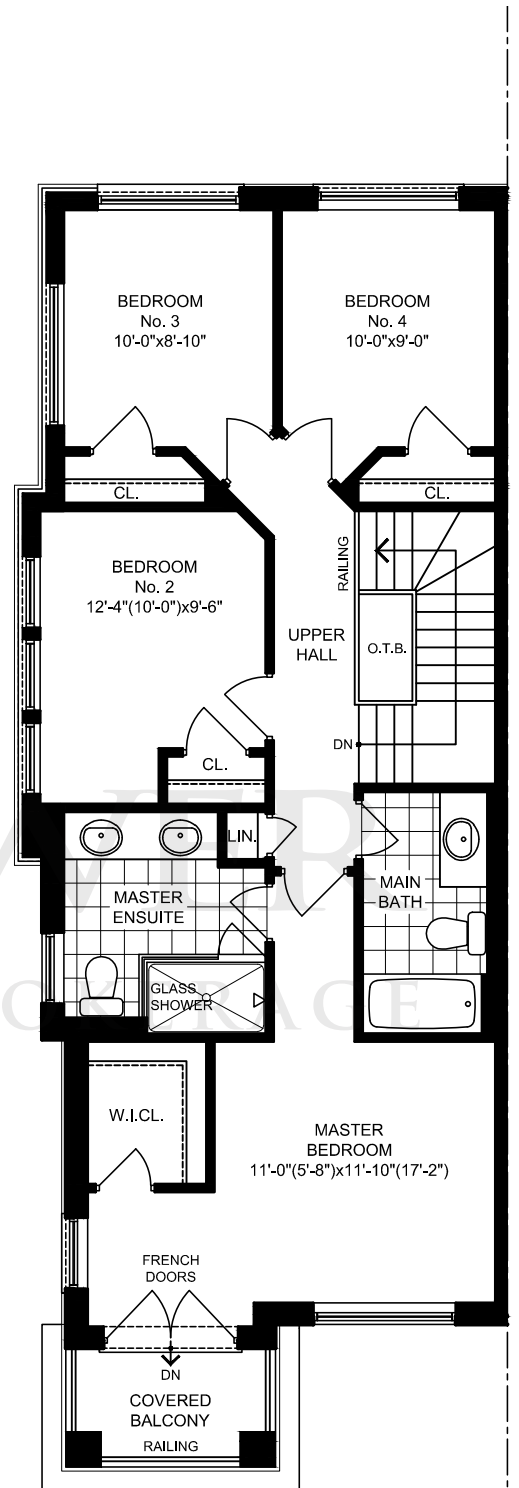 BEDROOM
No. 3
10'-0"x8'-10"
BEDROOM
No. 4
10'-0"x9'-0"
CL.
CL.
BEDROOM
No. 2
12'-4"(10'-0")x9'-6"
RAILING
UPPER
HALL
O.T.B.
DN
CL.
LIN.
MASTER
ENSUITE
MAIN
BATH
GLASS
SHOWER
W.I.CL.
MASTER
BEDROOM
11'-0"(5'-8")x11'-10"(17'-2")
FRENCH
DOORS
DN
COVERED
BALCONY
RAILING